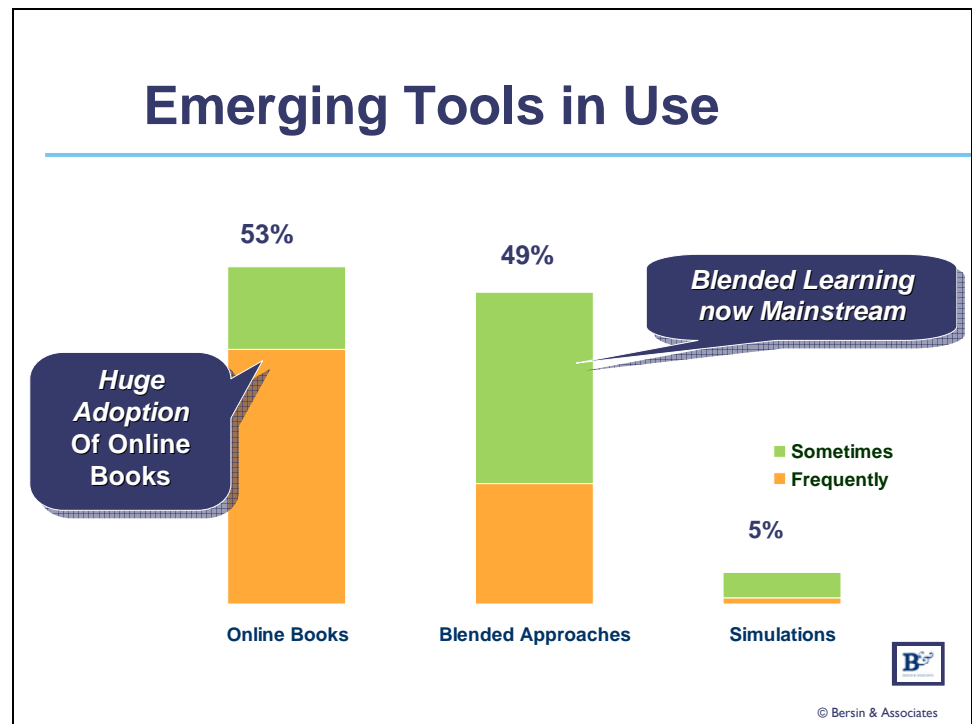 Emerging Tools in Use
53%
49%
Blended Learning
now Mainstream
Huge
Adoption
Of Online
Books
Sometimes
Frequently
5%
Online Books
Blended Approaches
Simulations
B&
© Bersin & Associates